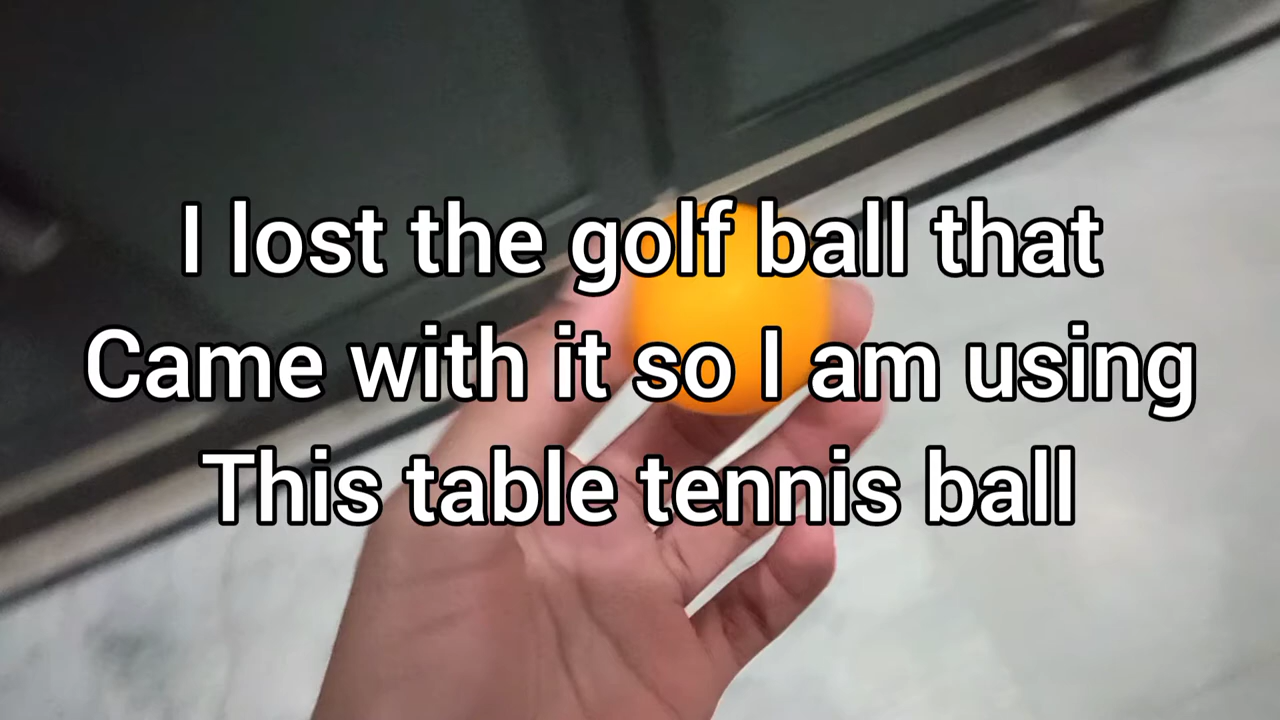 I lost the golf ball that
Came with it so I am using
This table tennis ball